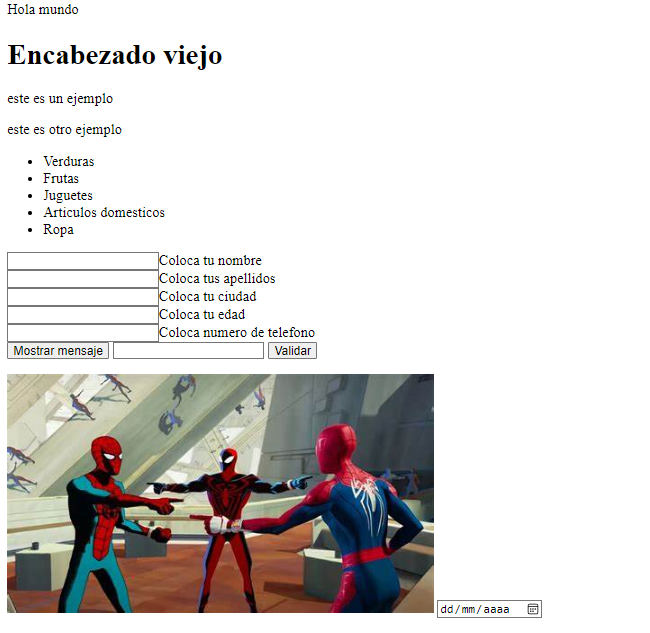 Hola mundo
Encabezado viejo
este es un ejemplo
este es otro ejemplo
Verduras
Frutas
Juguetes
Articulos domesticos
Ropa
Coloca tu nombre
Coloca tus apellidos
Coloca tu ciudad
Coloca tu edad
Coloca numero de telefono
Mostrar mensaje Validar
dd/mm/aaaa